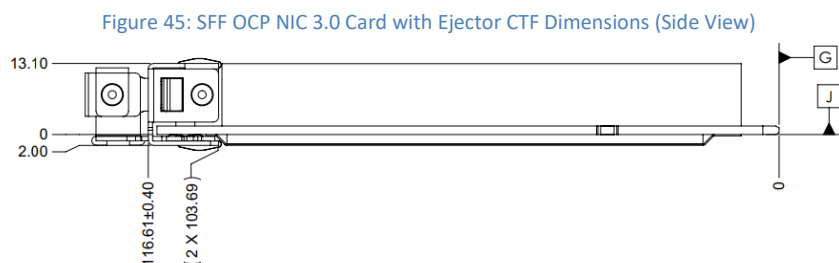 Figure 45: SFF OCP NIC 3.0 Card with Ejector CTF Dimensions (Side View)
13.10
G
J
0
2.00
116.61±0.40
2 X 103.69
0